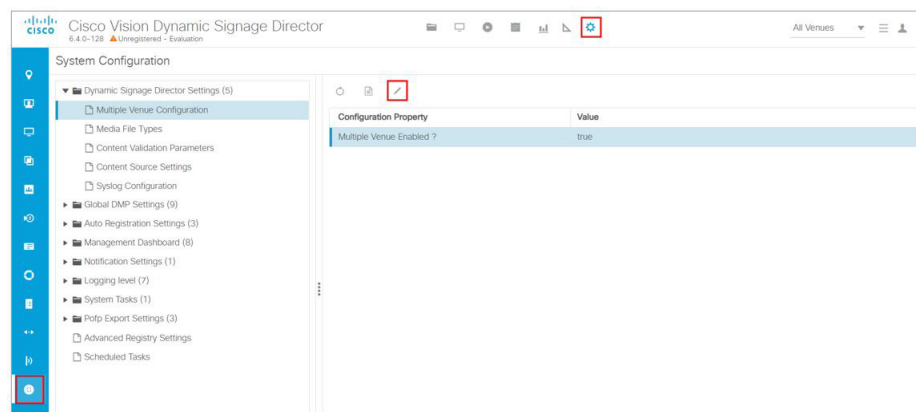 CISCO
Cisco Vision Dynamic Signage Director
6.4.0-128 Unregistered - Evaluation
All Venues
System Configuration
Dynamic Signage Director Settings (5)
Multiple Venue Configuration
Media File Types
Content Validation Parameters
Content Source Settings
Syslog Configuration
Global DMP Settings (9)
Auto Registration Settings (3)
Management Dashboard (8)
Notification Settings (1)
Logging level (7)
System Tasks (1)
Pofp Export Settings (3)
Advanced Registry Settings
Scheduled Tasks
Configuration Property Value
Multiple Venue Enabled ? true